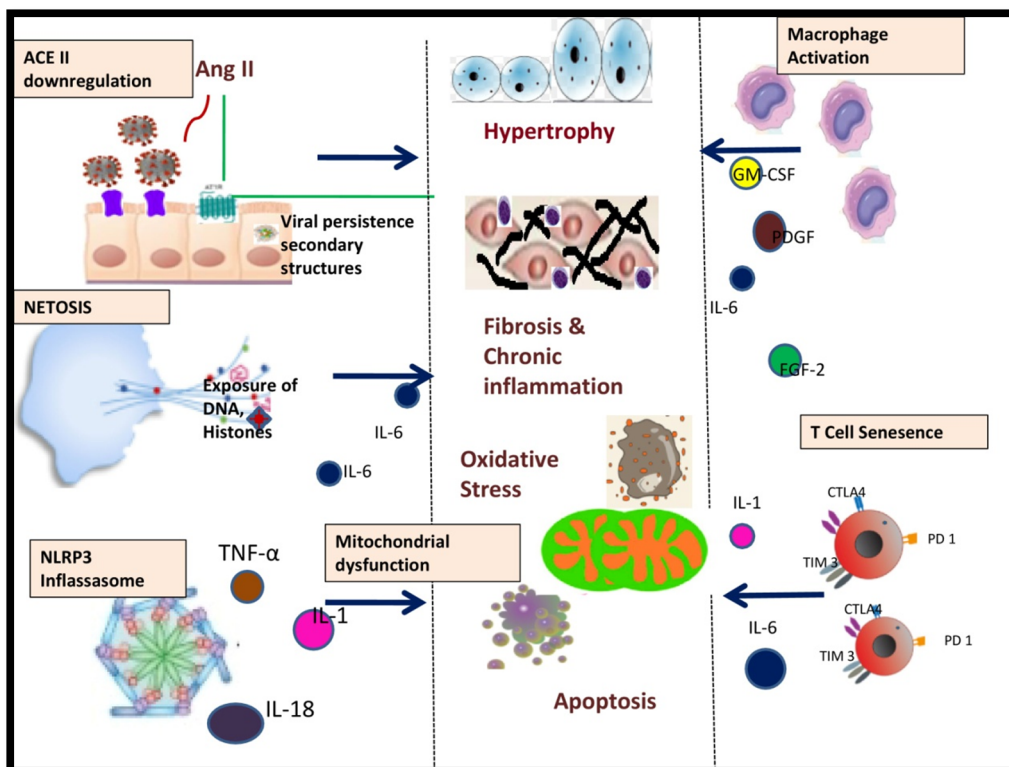 ACE II
downregulation
Ang II
AT1R
Viral persistence
secondary
structures
NETOSIS
Exposure of
DNA,
Histones
IL-6
IL-6
NLRP3
Inflassasome
TNF-α
IL-1
IL-18
Mitochondrial
dysfunction
Hypertrophy
Fibrosis &
Chronic
inflammation
Oxidative
Stress
Apoptosis
Macrophage
Activation
GM-CSF
PDGF
IL-6
FGF-2
T Cell Senesence
IL-1
CTLA4
PD 1
TIM 3
IL-6
CTLA4
PD 1
TIM 3